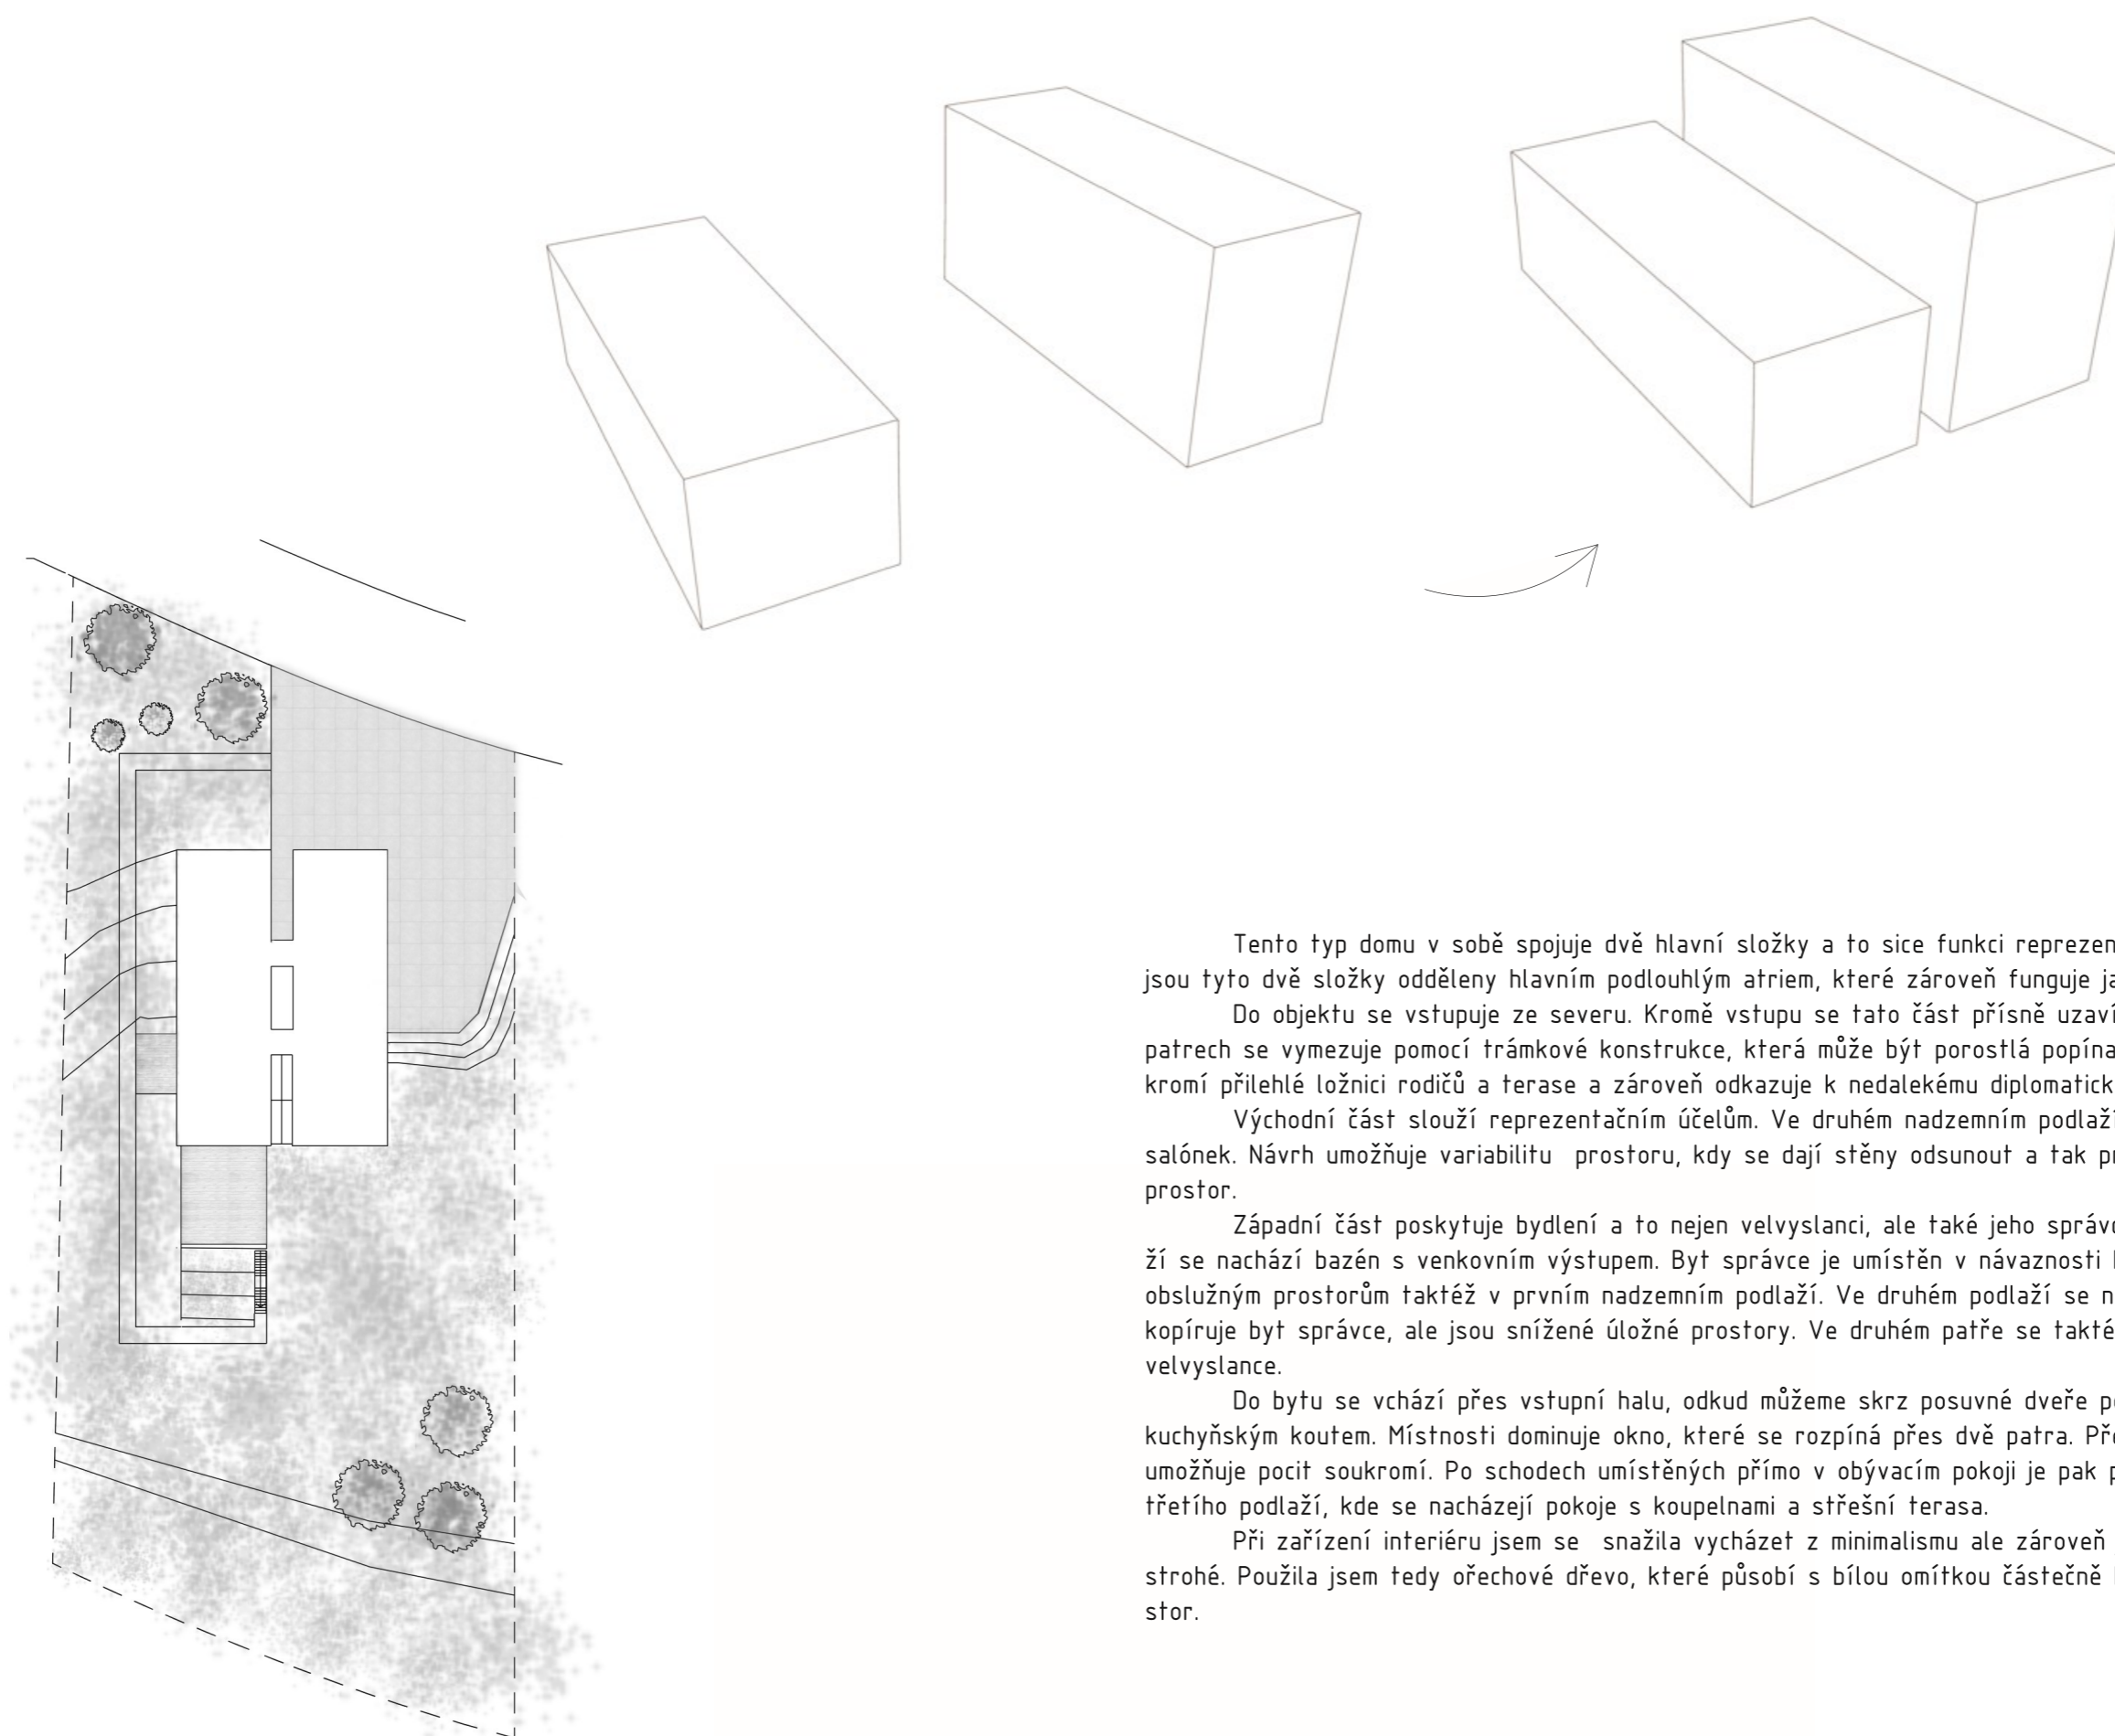 Tento typ domu v sobě spojuje dvě hlavní složky a to sice funkci reprezen
jsou tyto dvě složky odděleny hlavním podlouhlým atriem, které zároveň funguje ja
Do objektu se vstupuje ze severu. Kromě vstupu se tato část přísně uzaví
patrech se vymezuje pomocí trámkové konstrukce, která může být porostlá popína
kromí přilehlé ložnici rodičů a terase a zároveň odkazuje k nedalekému diplomatick
Východní část slouží reprezentačním účelům. Ve druhém nadzemním podlaží
salónek. Návrh umožňuje variabilitu prostoru, kdy se dají stěny odsunout a tak
prostor.
Západní část poskytuje bydlení a to nejen velvyslanci, ale také jeho správc
ží se nachází bazén s venkovním výstupem. Byt správce je umístěn v návaznosti
obslužným prostorům taktéž v prvním nadzemním podlaží. Ve druhém podlaží se n
kopíruje byt správce, ale jsou snížené úložné prostory. Ve druhém patře se takté
velvyslance.
Do bytu se vchází přes vstupní halu, odkud můžeme skrz posuvné dveře p
kuchyňským koutem. Místnosti dominuje okno, které se rozpíná přes dvě patra. Př
umožňuje pocit soukromí. Po schodech umístěných přímo v obývacím pokoji je pak p
třetího podlaží, kde se nacházejí pokoje s koupelnami a střešní terasa.
Při zařízení interiéru jsem se snažila vycházet z minimalismu ale zároveň
strohé. Použila jsem tedy ořechové dřevo, které působí s bílou omítkou částečně
stor.